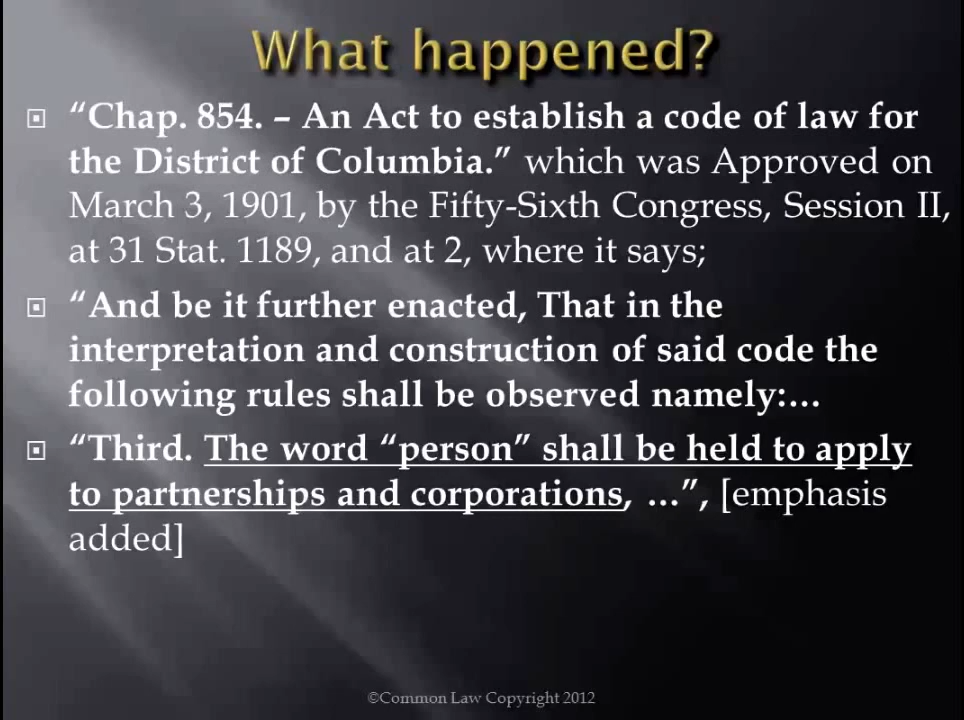 What happened?
“Chap. 854. – An Act to establish a code of law for
the District of Columbia.” which was Approved on
March 3, 1901, by the Fifty-Sixth Congress, Session II,
at 31 Stat. 1189, and at 2, where it says;
“And be it further enacted, That in the
interpretation and construction of said code the
following rules shall be observed namely:…
“Third. The word “person” shall be held to apply
to partnerships and corporations, …”, [emphasis
added]
©Common Law Copyright 2012